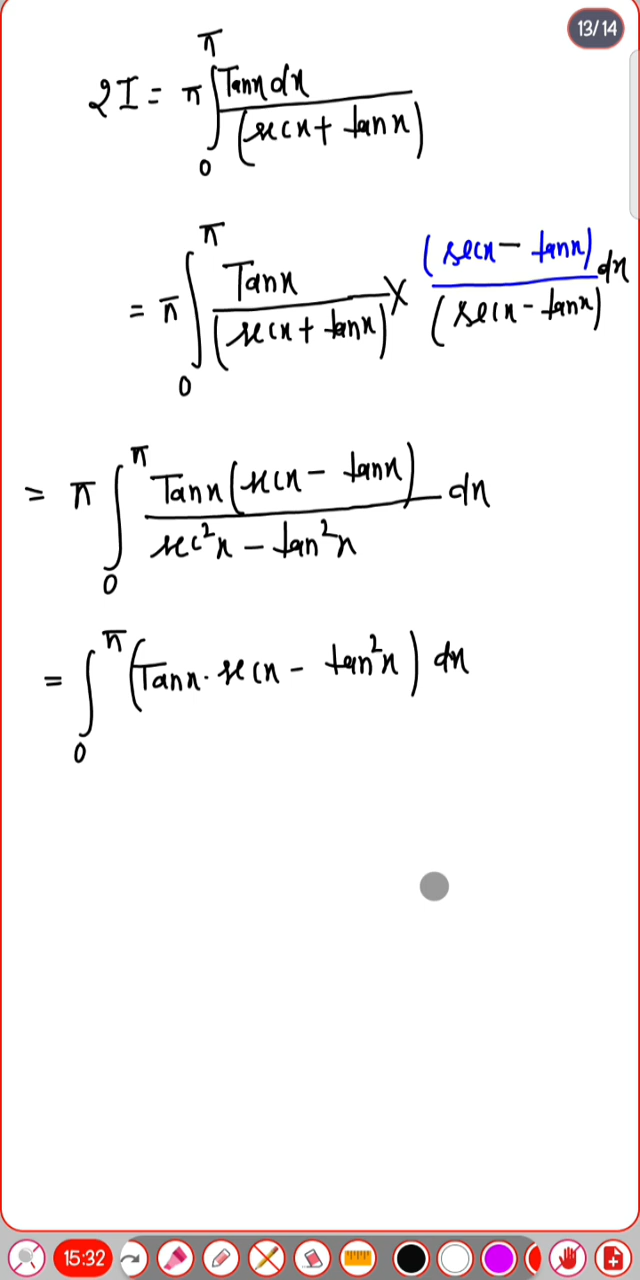 13/14
2I = π ∫₀^π Tanx dx / (secx + tanx)
= π ∫₀^π Tanx / (secx + tanx) × (secx − tanx) / (secx − tanx) dx
= π ∫₀^π Tanx (secx − tanx) / sec²x − tan²x dx
= ∫₀^π (Tanx · secx − tan²x) dx
15:32